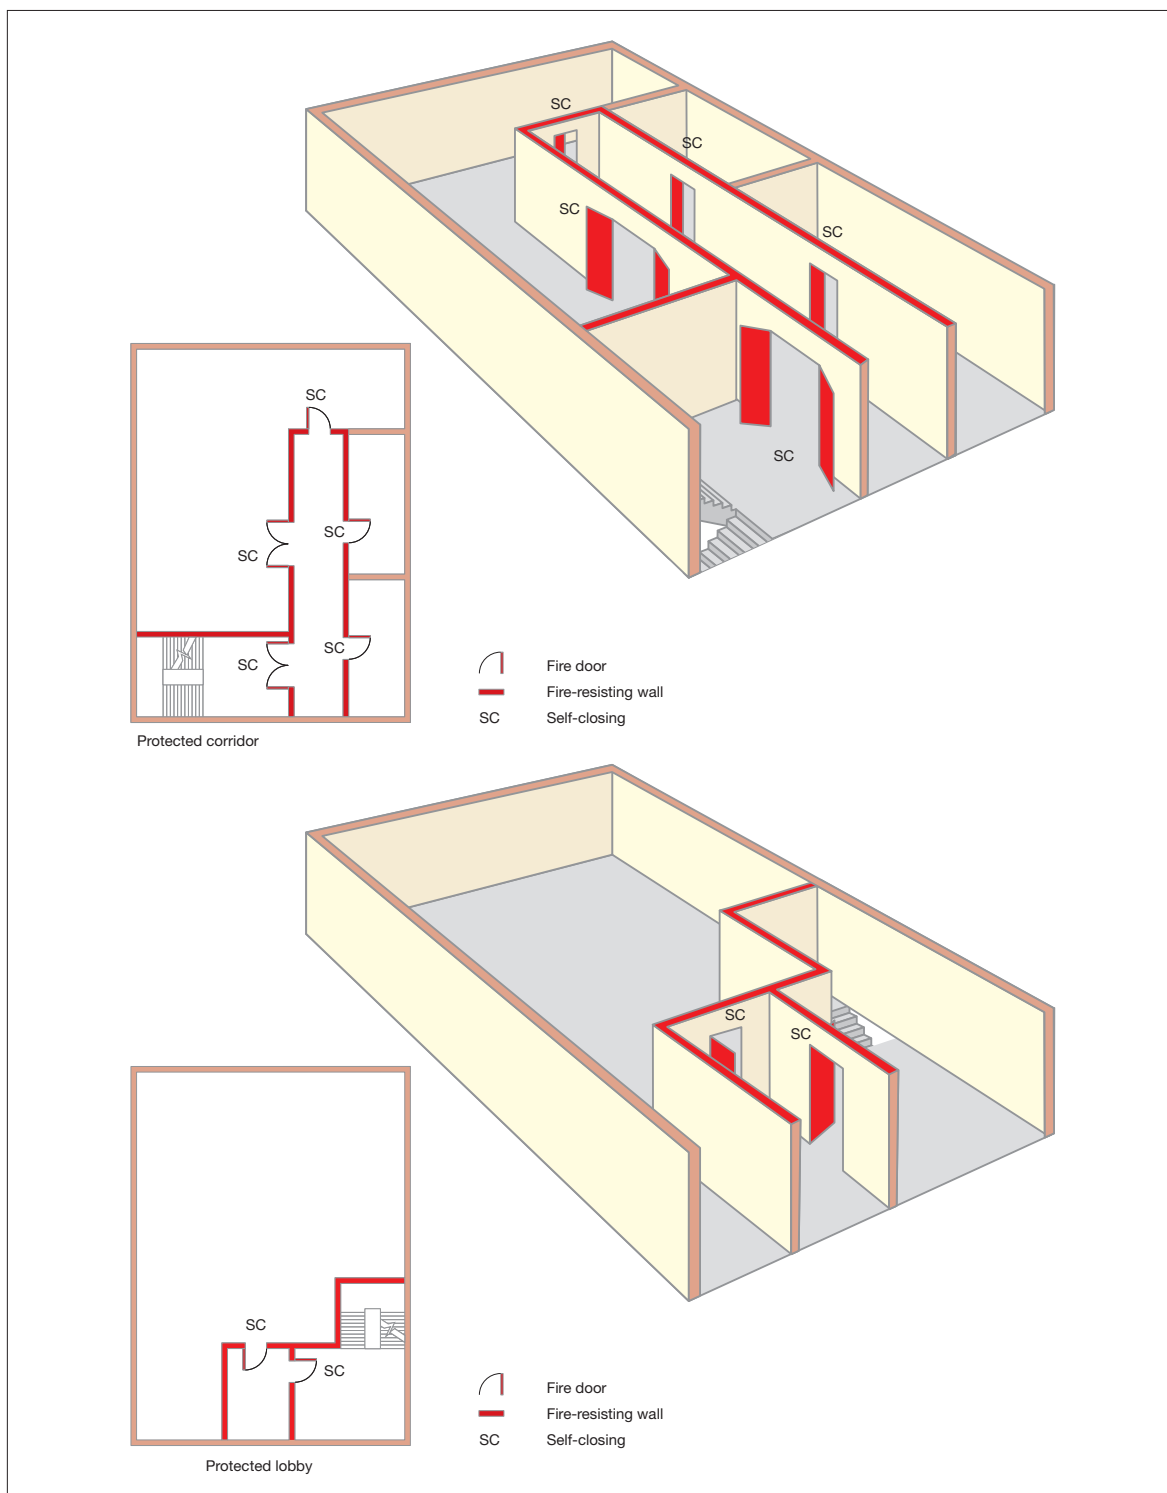 SC
SC
SC
SC
SC
SC
SC
SC
SC
SC
Fire door
Fire-resisting wall
SC Self-closing
Protected corridor
SC
SC
SC
SC
Fire door
Fire-resisting wall
SC Self-closing
Protected lobby